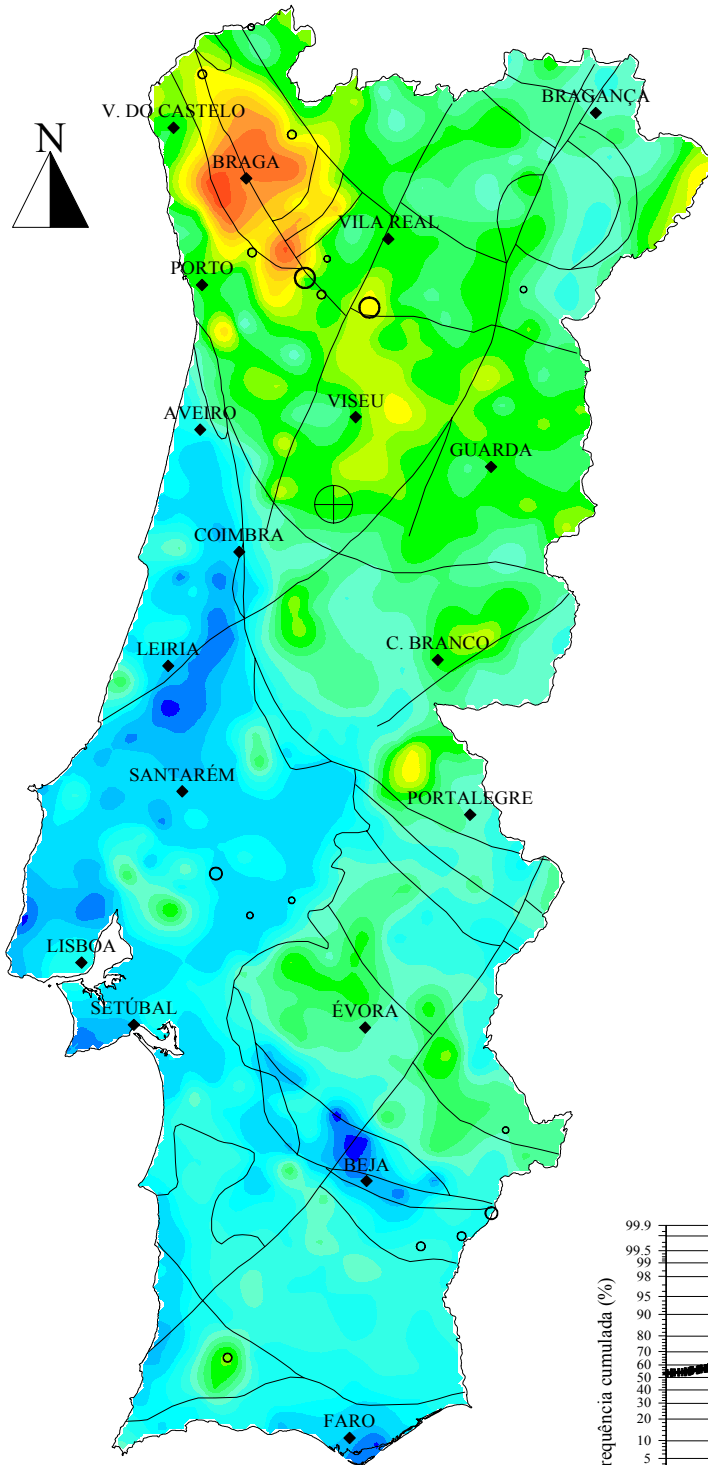 V. DO CASTELO
BRAGANÇA
N
BRAGA
VILA REAL
PORTO
VISEU
AVEIRO
GUARDA
COIMBRA
C. BRANCO
LEIRIA
SANTARÉM
PORTALEGRE
LISBOA
SETÚBAL
ÉVORA
BEJA
FARO
cumulada (%)
99.9
99.5
99
98
95
90
80
70
60
50
40
30
20
10
5